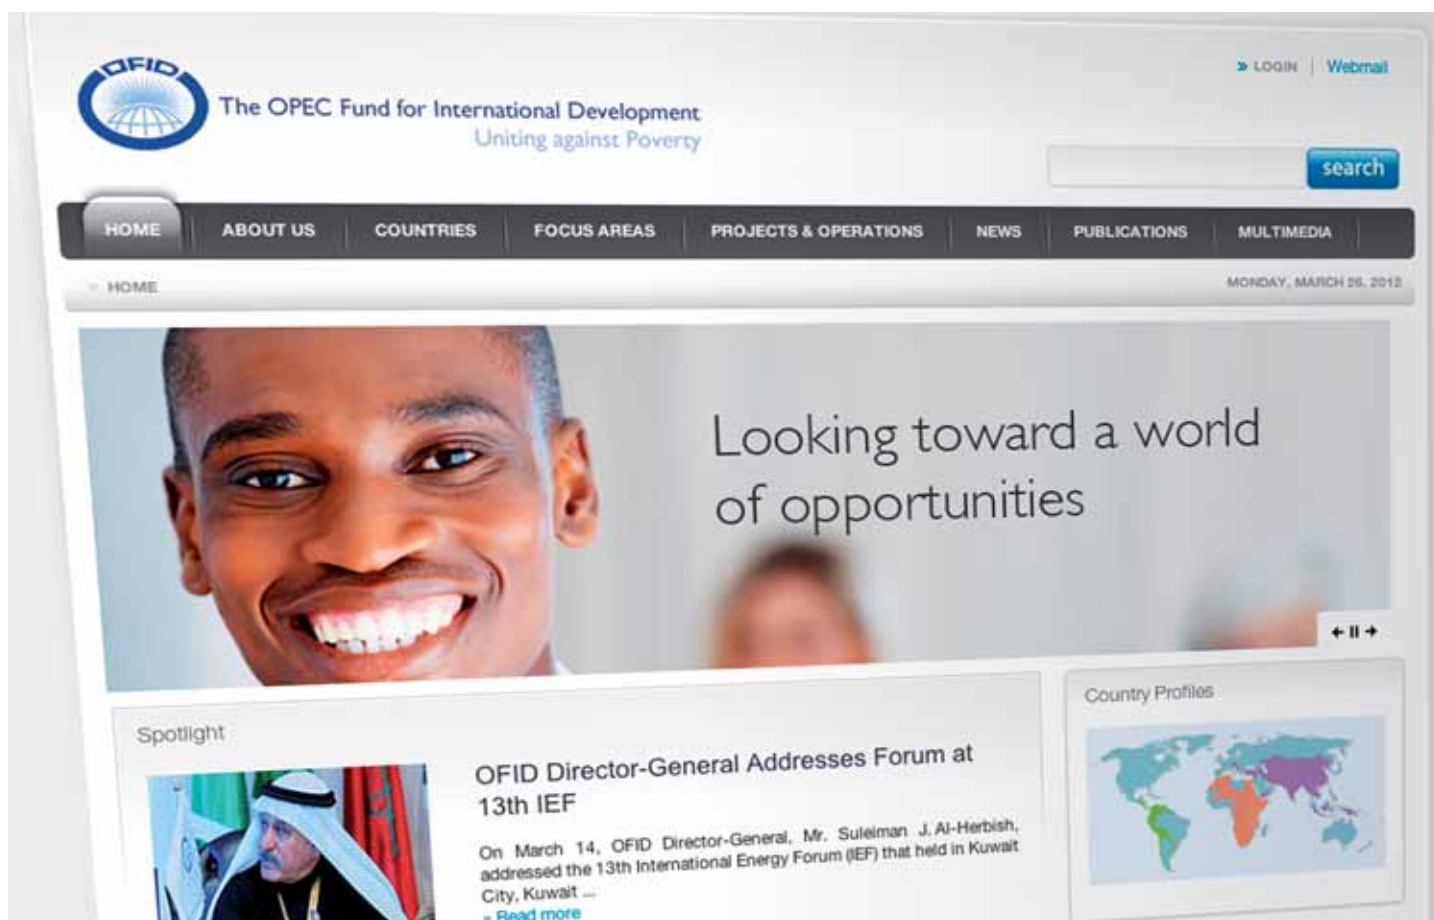 OFID
The OPEC Fund for International Development
Uniting against Poverty
» LOGIN | Webmail
search
HOME ABOUT US COUNTRIES FOCUS AREAS PROJECTS & OPERATIONS NEWS PUBLICATIONS MULTIMEDIA
» HOME
MONDAY, MARCH 26, 2012
Looking toward a world
of opportunities
Spotlight
OFID Director-General Addresses Forum at
13th IEF
On March 14, OFID Director-General, Mr. Suleiman J. Al-Herbish,
addressed the 13th International Energy Forum (IEF) that held in Kuwait
City, Kuwait ...
» Read more
Country Profiles